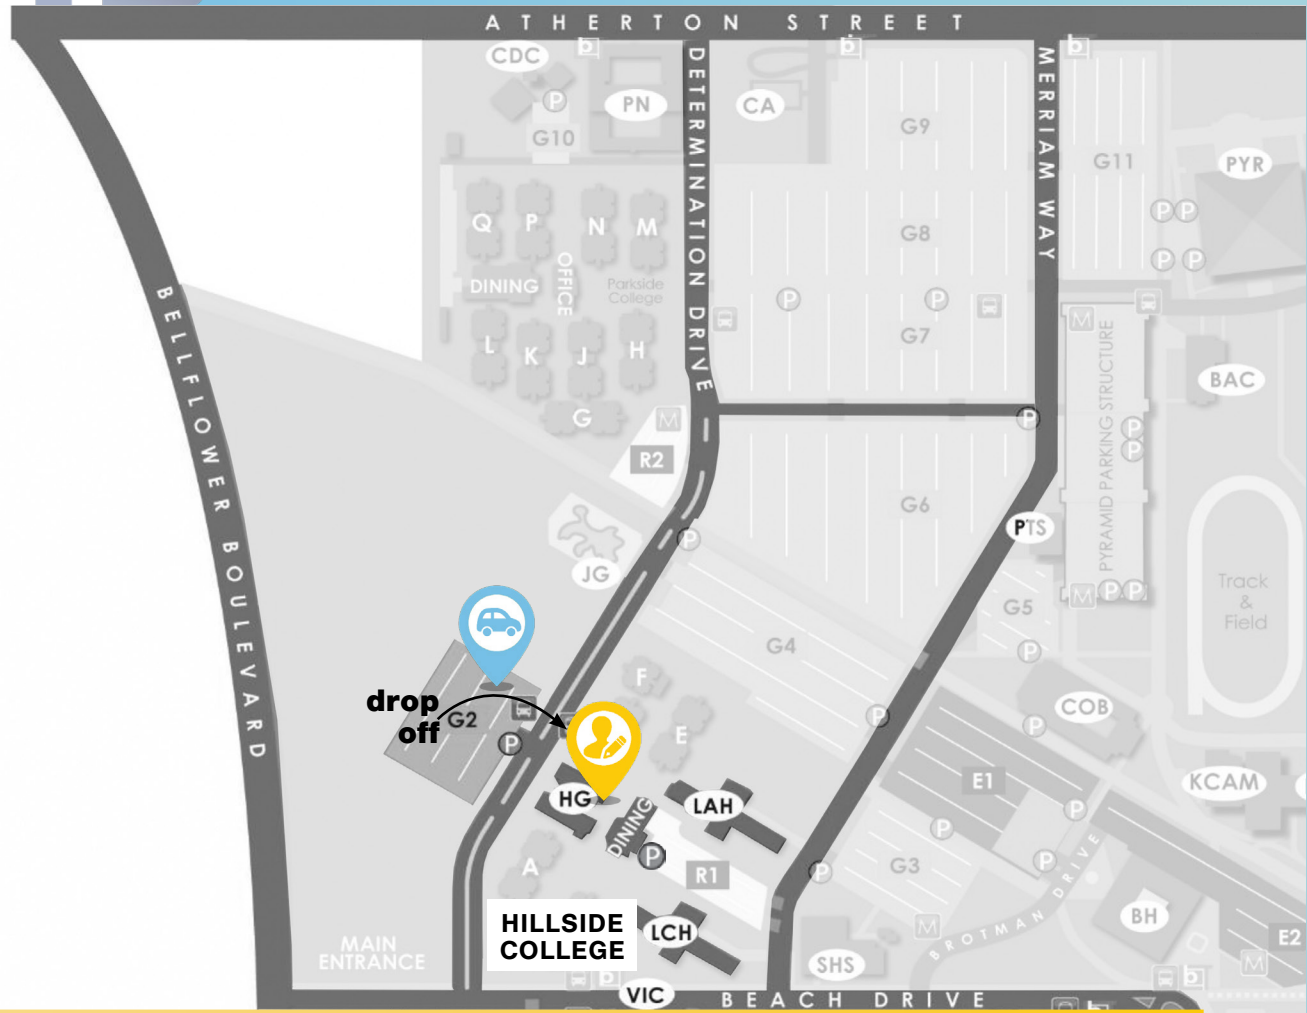 ATHERTON STREET
CDC
PN
CA
G9
G10
G11
PYR
DETERMINATION DRIVE
MERRIAM WAY
Q
P
N
M
G8
DINING
OFFICE
Parkside
College
P
P
P
P
P
P
P
BELLFLOWER BOULEVARD
L
K
J
H
G7
M
PYRAMID PARKING STRUCTURE
BAC
G
M
P
P
P
R2
G6
P
PTS
JG
M
P
P
Track
&
Field
G5
G4
P
F
drop
off
G2
P
E
P
P
COB
HG
LAH
E1
KCAM
DINING
P
P
P
P
A
R1
P
G3
BROTMAN DRIVE
HILLSIDE
COLLEGE
LCH
M
BH
E2
MAIN
ENTRANCE
SHS
M
VIC
BEACH DRIVE